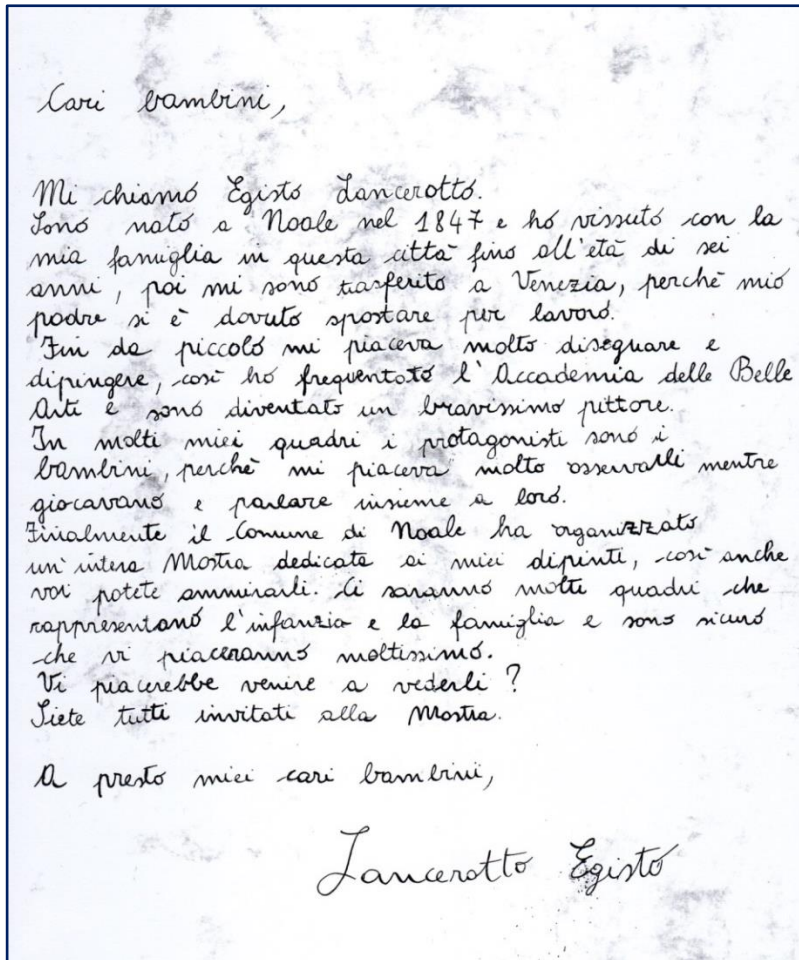 Cari bambini,
Mi chiamo Egisto Lancerotto.
Sono nato a Noale nel 1847 e ho vissuto con la
mia famiglia in questa città fino all'età di sei
anni, poi mi sono trasferito a Venezia, perchè mio
padre si è dovuto spostare per lavoro.
Fin da piccolo mi piaceva molto disegnare e
dipingere, così ho frequentato l'Accademia delle Belle
Arti e sono diventato un bravissimo pittore.
In molti miei quadri i protagonisti sono i
bambini, perchè mi piaceva molto osservarli mentre
giocavano e parlare insieme a loro.
Finalmente il Comune di Noale ha organizzato
un'intera Mostra dedicata ai miei dipinti, così anche
voi potete ammirarli. Ci saranno molti quadri che
rappresentano l'infanzia e la famiglia e sono sicuro
che vi piaceranno moltissimo.
Vi piacerebbe venire a vederli?
Siete tutti invitati alla Mostra.
A presto miei cari bambini,
Lancerotto Egisto